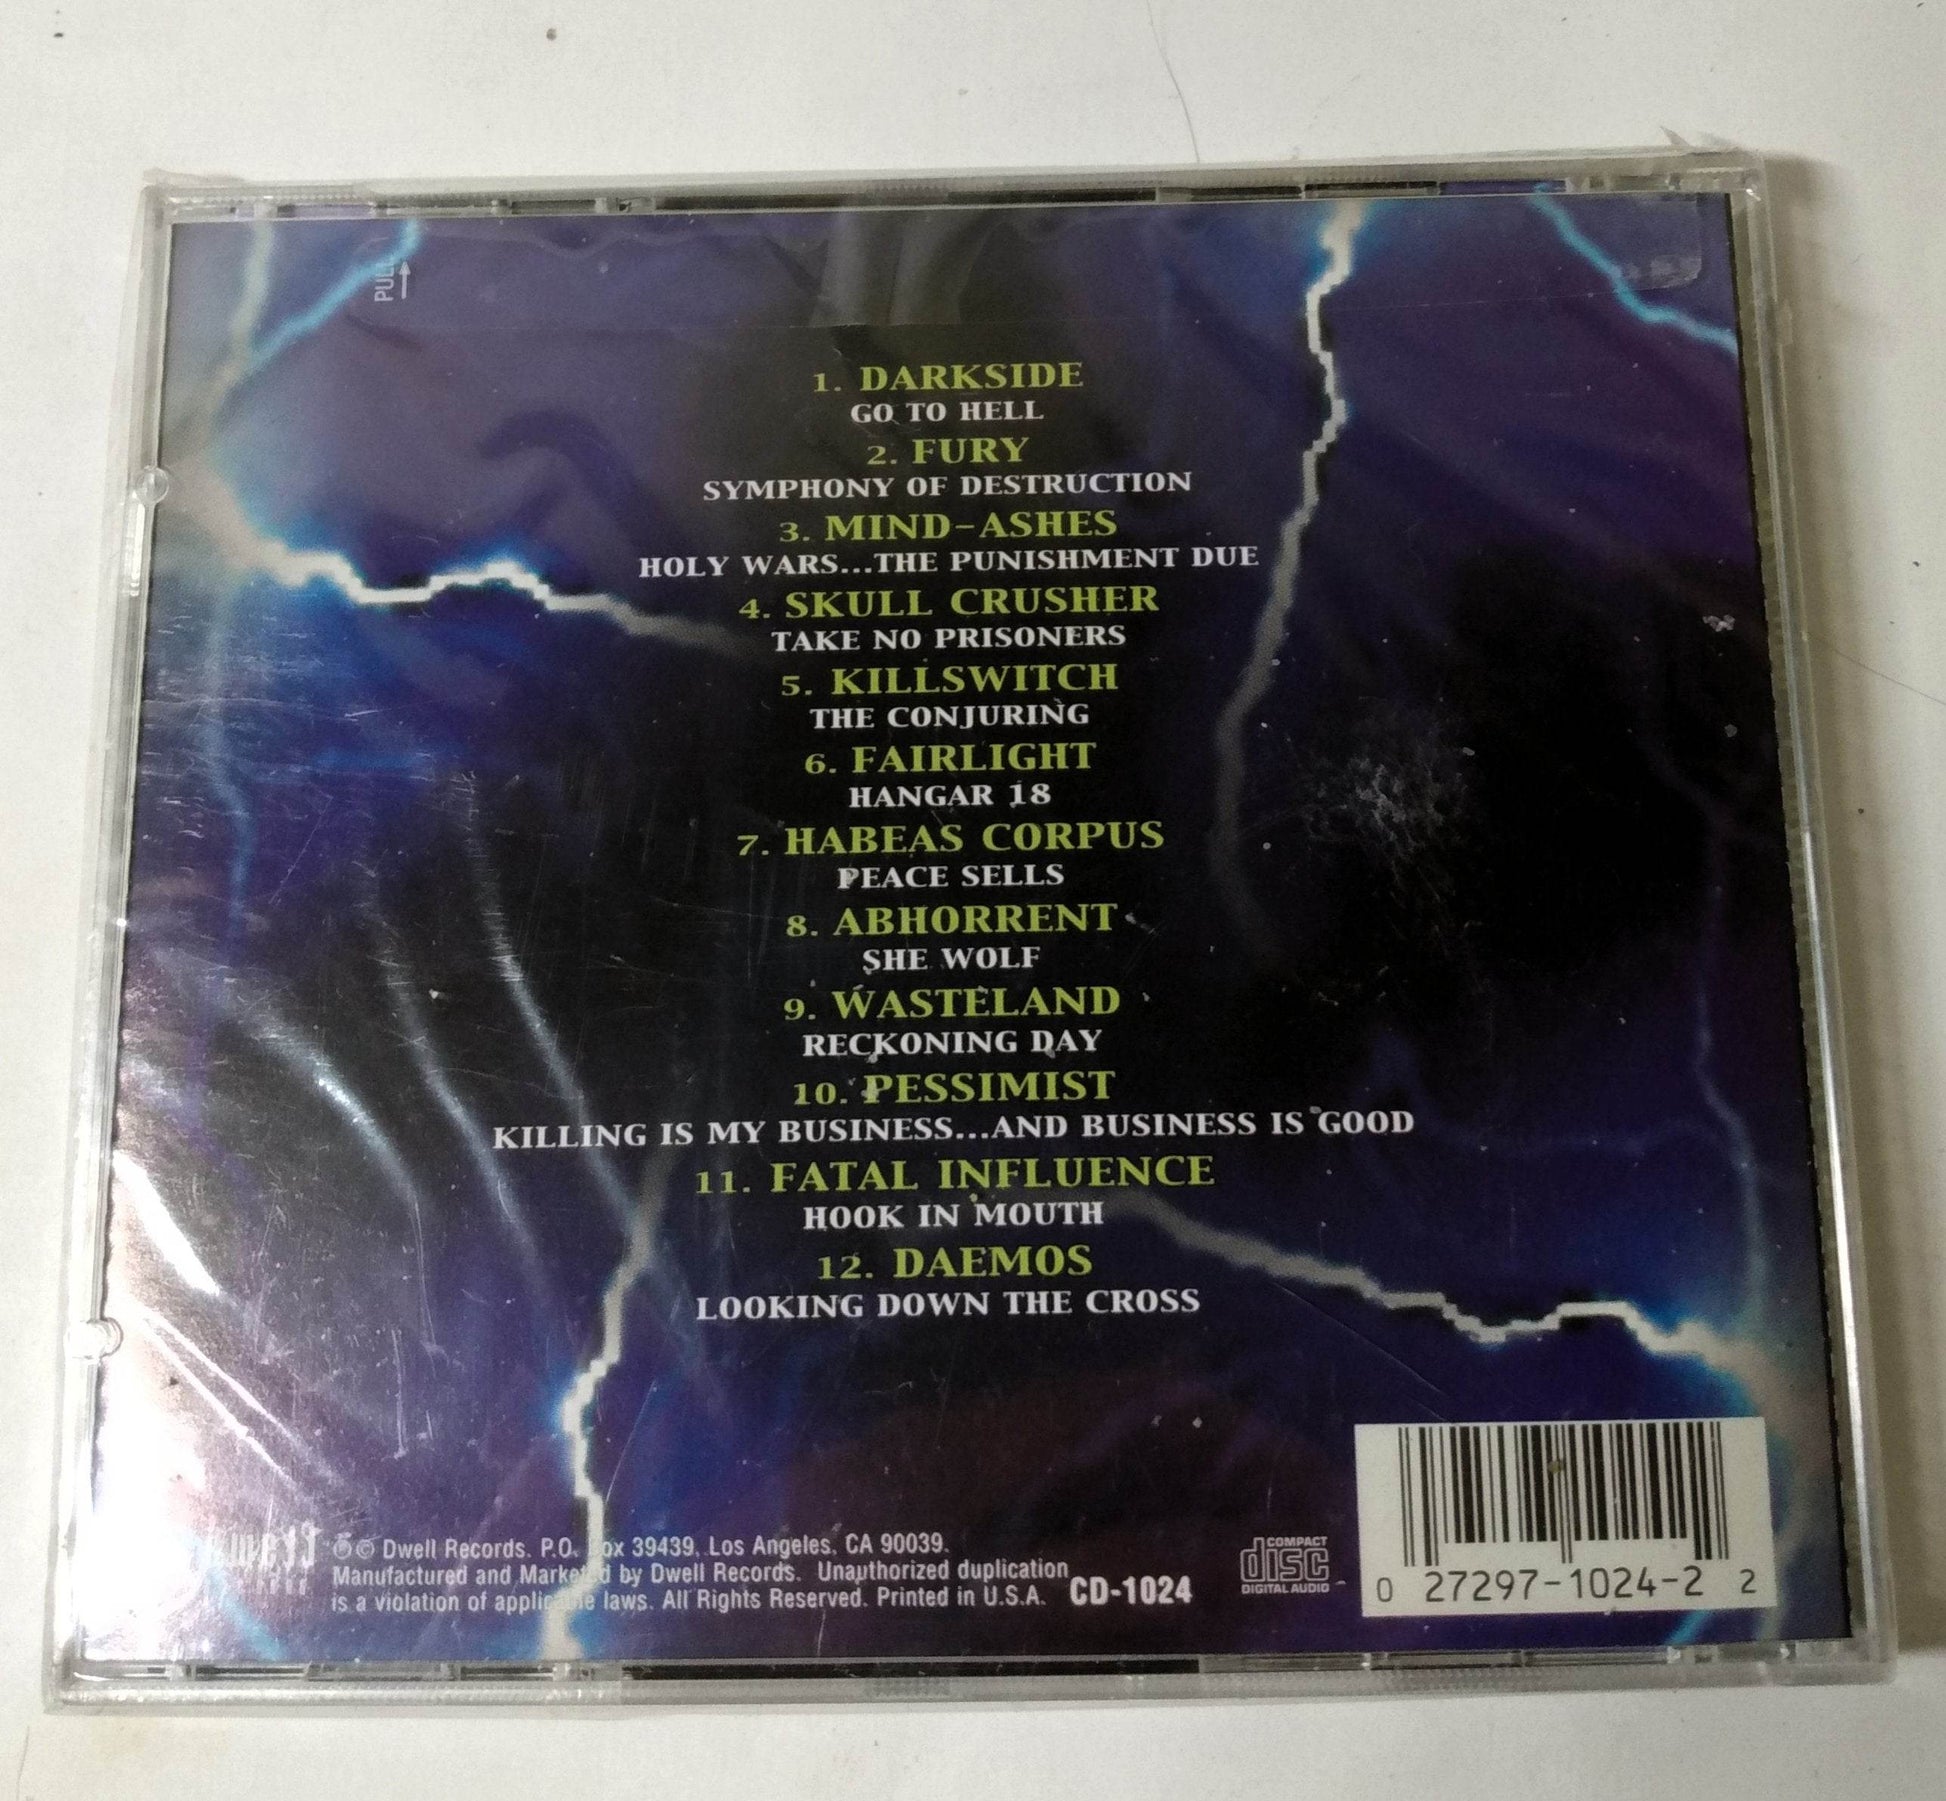 PULL
1. DARKSIDE
GO TO HELL
2. FURY
SYMPHONY OF DESTRUCTION
3. MIND-ASHES
HOLY WARS...THE PUNISHMENT DUE
4. SKULL CRUSHER
TAKE NO PRISONERS
5. KILLSWITCH
THE CONJURING
6. FAIRLIGHT
HANGAR 18
7. HABEAS CORPUS
PEACE SELLS
8. ABHORRENT
SHE WOLF
9. WASTELAND
RECKONING DAY
10. PESSIMIST
KILLING IS MY BUSINESS...AND BUSINESS IS GOOD
11. FATAL INFLUENCE
HOOK IN MOUTH
12. DAEMOS
LOOKING DOWN THE CROSS
℗© Dwell Records. P.O. Box 39439, Los Angeles, CA 90039.
Manufactured and Marketed by Dwell Records. Unauthorized duplication
is a violation of applicable laws. All Rights Reserved. Printed in U.S.A. CD-1024
COMPACT
disc
DIGITAL AUDIO
0 27297-1024-2 2